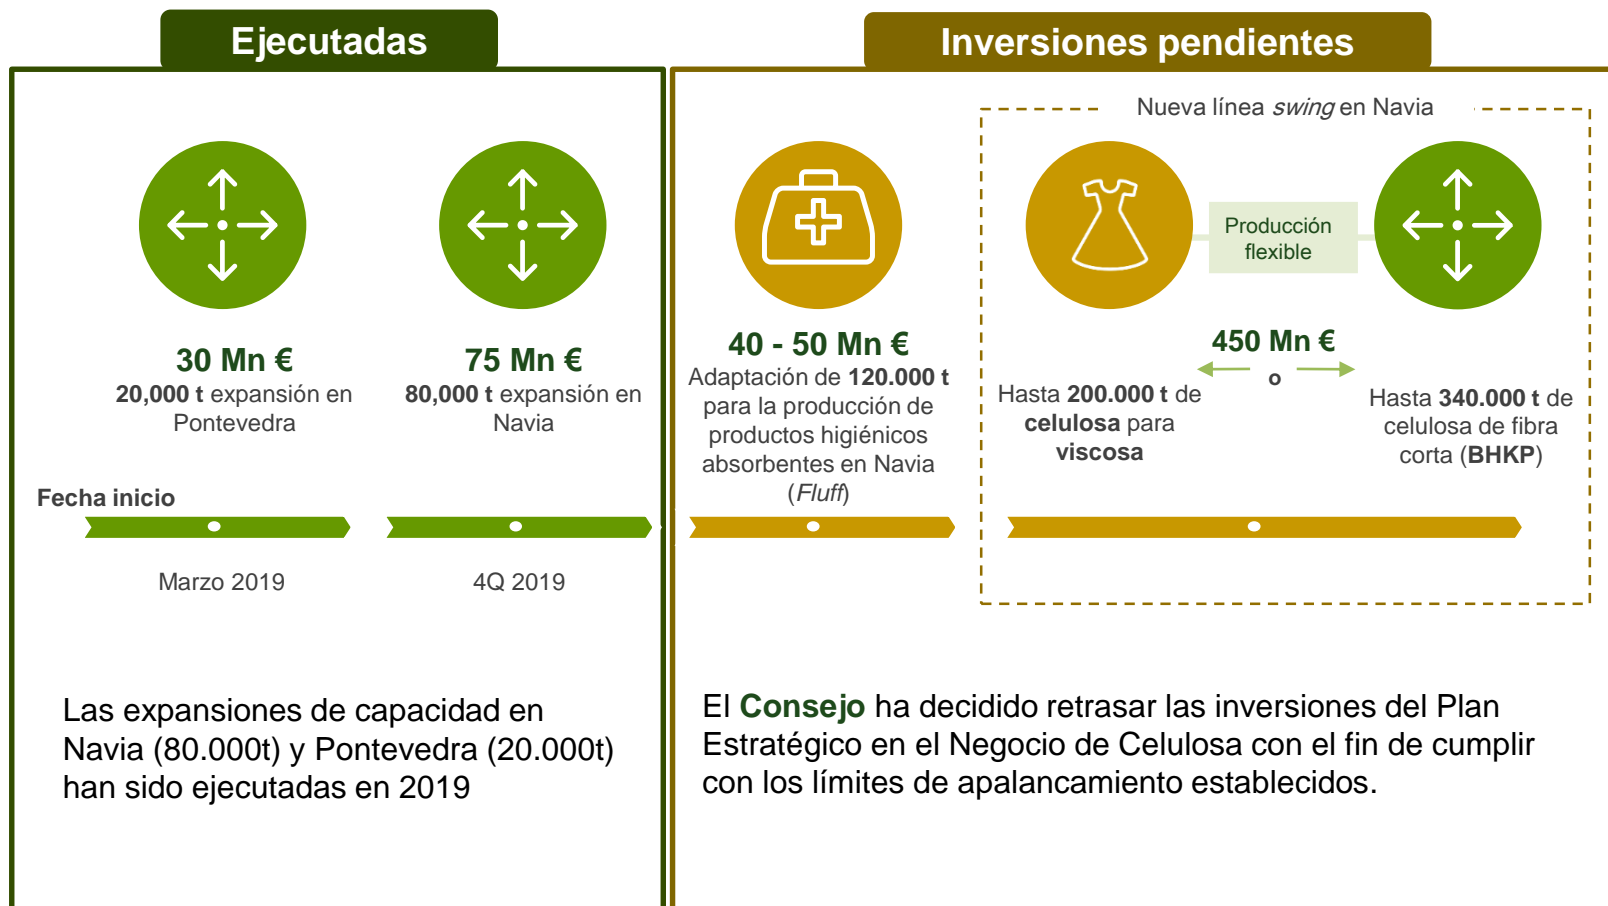 Ejecutadas
30 Mn €
20,000 t expansión en
Pontevedra
75 Mn €
80,000 t expansión en
Navia
Fecha inicio
Marzo 2019
4Q 2019
Las expansiones de capacidad en
Navia (80.000t) y Pontevedra (20.000t)
han sido ejecutadas en 2019
Inversiones pendientes
40 - 50 Mn €
Adaptación de 120.000 t
para la producción de
productos higiénicos
absorbentes en Navia
(Fluff)
Nueva línea swing en Navia
Producción
flexible
450 Mn €
o
Hasta 200.000 t de
celulosa para
viscosa
Hasta 340.000 t de
celulosa de fibra
corta (BHKP)
El Consejo ha decidido retrasar las inversiones del Plan
Estratégico en el Negocio de Celulosa con el fin de cumplir
con los límites de apalancamiento establecidos.